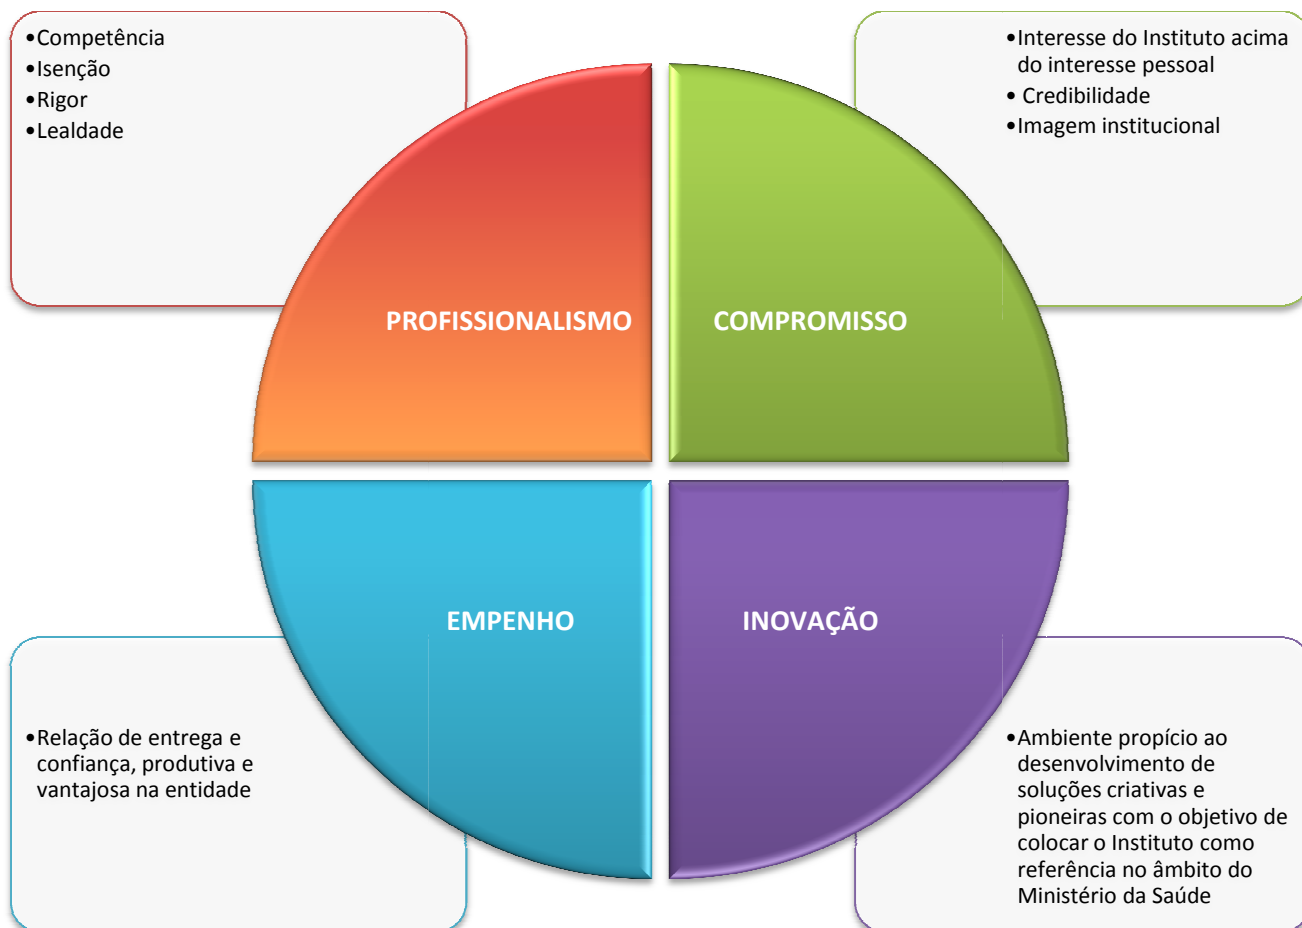 •Competência
•Isenção
•Rigor
•Lealdade
•Interesse do Instituto acima
do interesse pessoal
• Credibilidade
•Imagem institucional
PROFISSIONALISMO
COMPROMISSO
EMPENHO
INOVAÇÃO
•Relação de entrega e
confiança, produtiva e
vantajosa na entidade
•Ambiente propício ao
desenvolvimento de
soluções criativas e
pioneiras com o objetivo de
colocar o Instituto como
referência no âmbito do
Ministério da Saúde